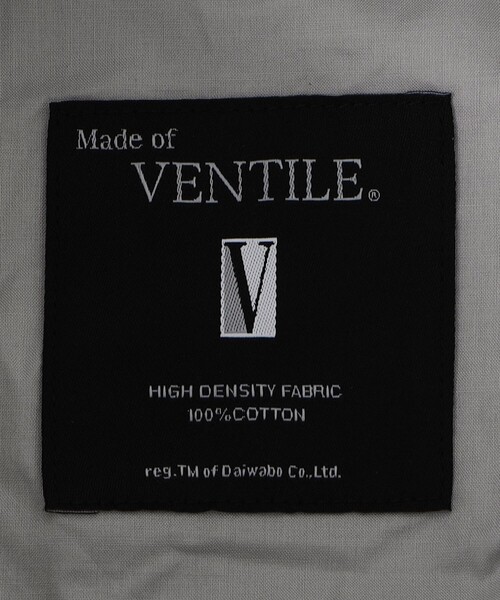 Made of
VENTILE®
V
HIGH DENSITY FABRIC
100%COTTON
reg.TM of Daiwabo Co.,Ltd.